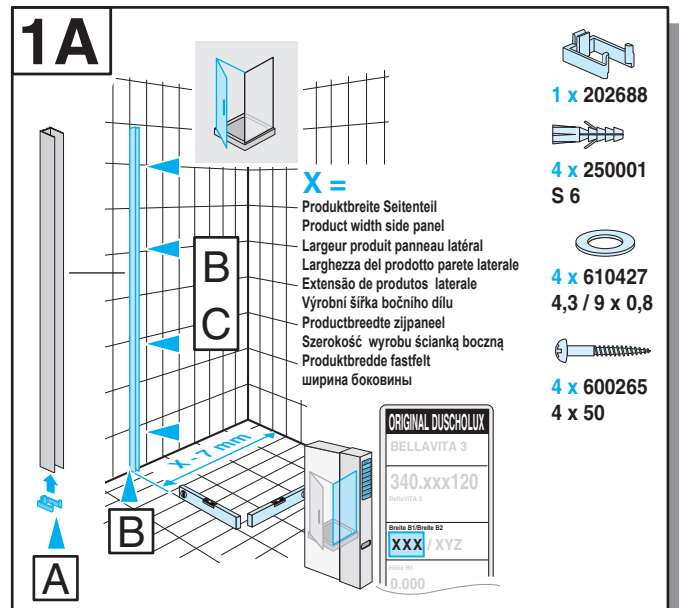 1A
1 x 202688
4 x 250001
S 6
4 x 610427
4,3 / 9 x 0,8
4 x 600265
4 x 50
X =
Produktbreite Seitenteil
Product width side panel
Largeur produit panneau latéral
Larghezza del prodotto parete laterale
Extensão de produtos laterale
Výrobní šířka bočního dílu
Productbreedte zijpaneel
Szerokość wyrobu ścianką boczną
Produktbredde fastfelt
ширина боковины
B
C
X - 7 mm
B
A
ORIGINAL DUSCHOLUX
BELLAVITA 3
340.xxx120
BellaVITA 3
Breite B1/Breite B2
XXX / XYZ
Höhe H1
0.000